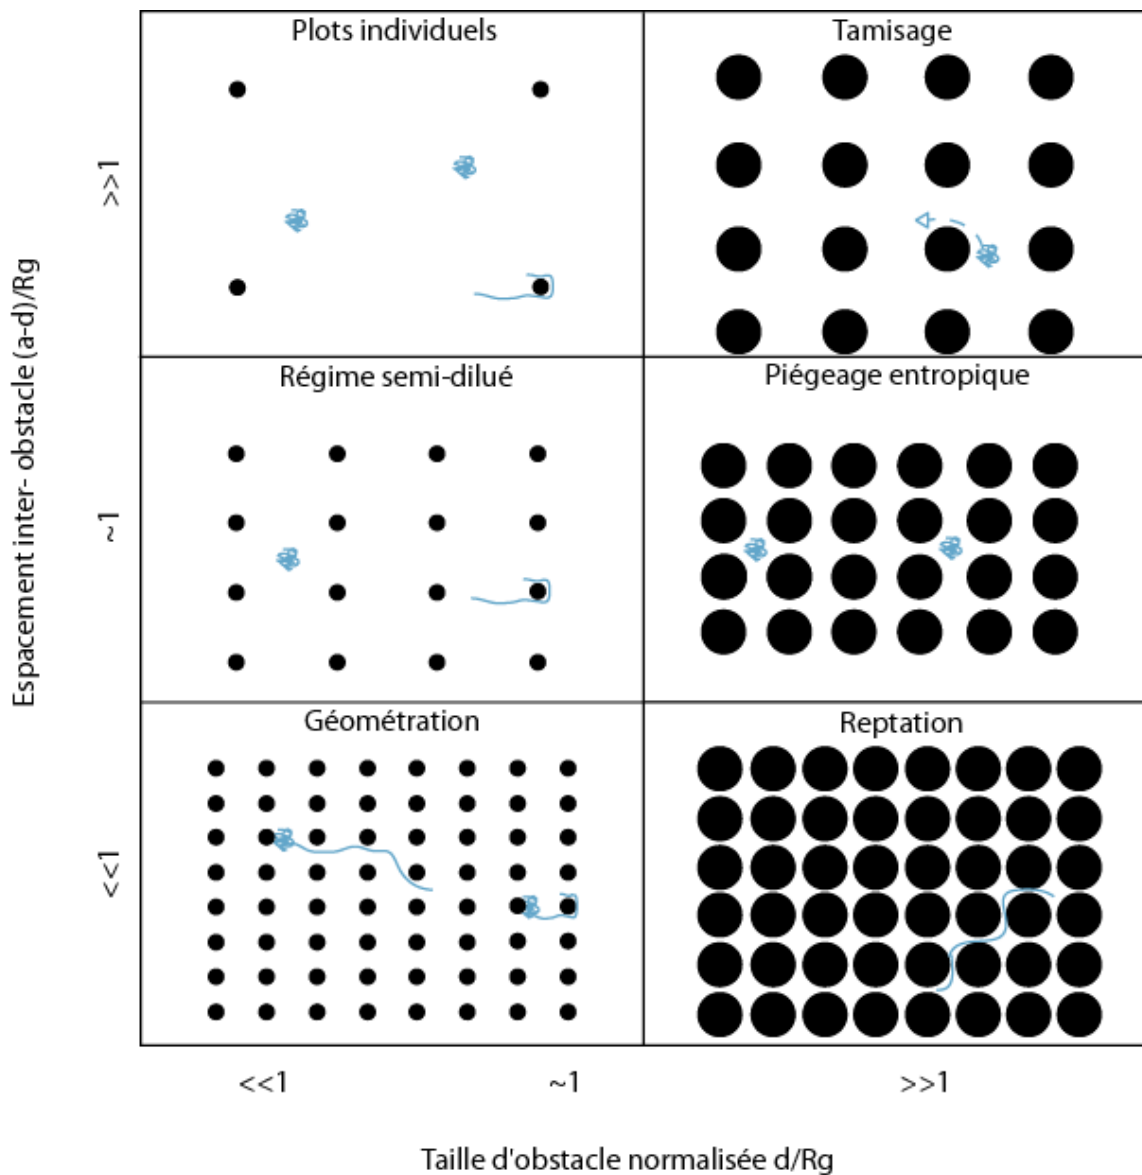 Plots individuels
Tamisage
>>1
Régime semi-dilué
Piégeage entropique
~1
Géométration
Reptation
<<1
Espacement inter- obstacle (a-d)/Rg
<<1
~1
>>1
Taille d'obstacle normalisée d/Rg